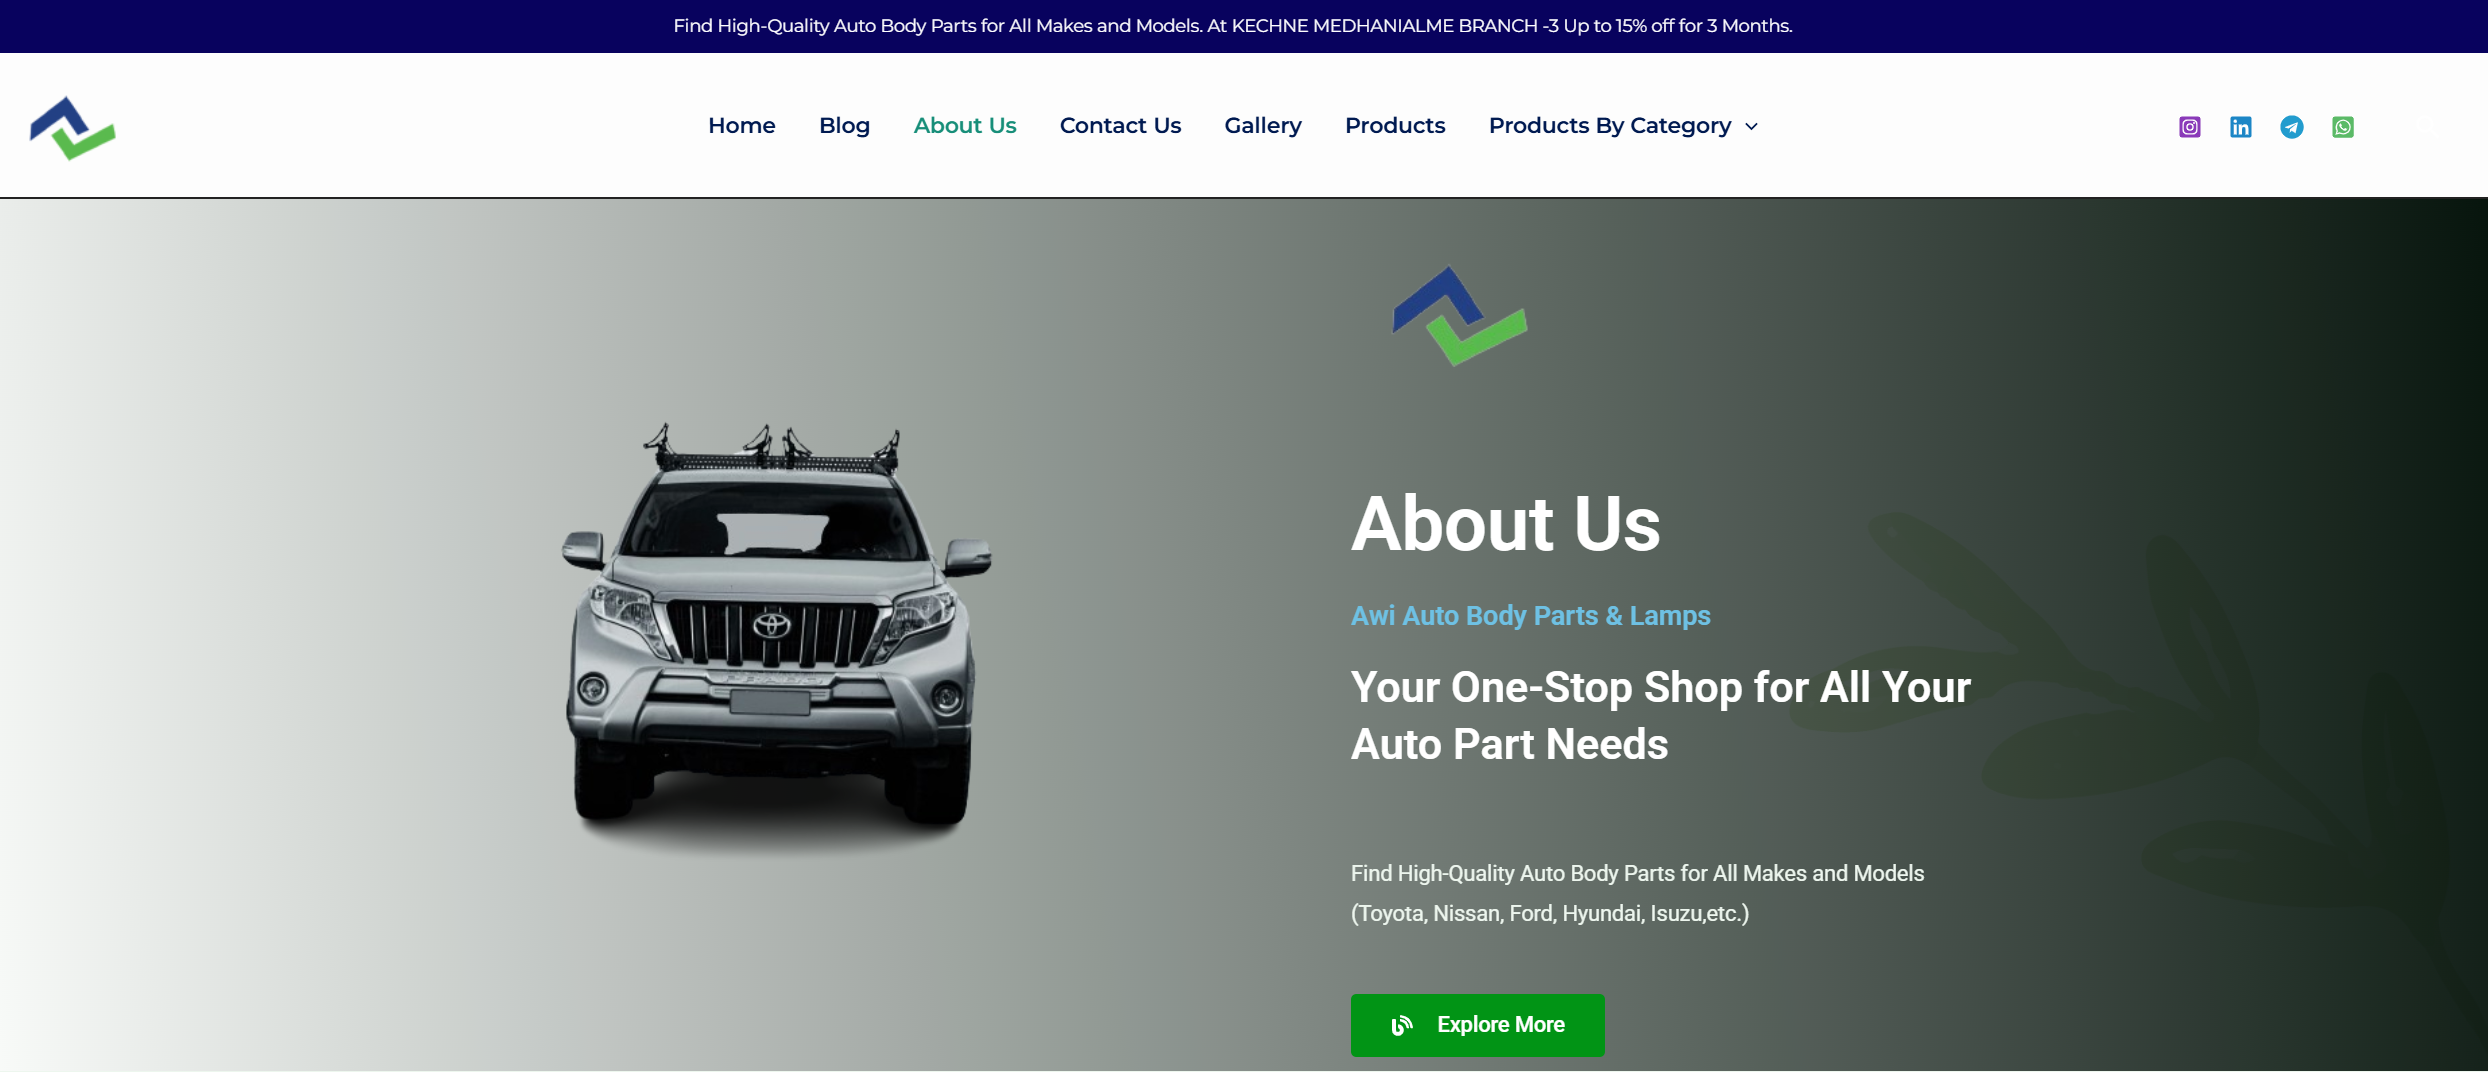 Find High-Quality Auto Body Parts for All Makes and Models. At KECHNE MEDHANIALME BRANCH -3 Up to 15% off for 3 Months.
Home Blog About Us Contact Us Gallery Products Products By Category
About Us
Awi Auto Body Parts & Lamps
Your One-Stop Shop for All Your
Auto Part Needs
PRADO
Find High-Quality Auto Body Parts for All Makes and Models
(Toyota, Nissan, Ford, Hyundai, Isuzu,etc.)
Explore More